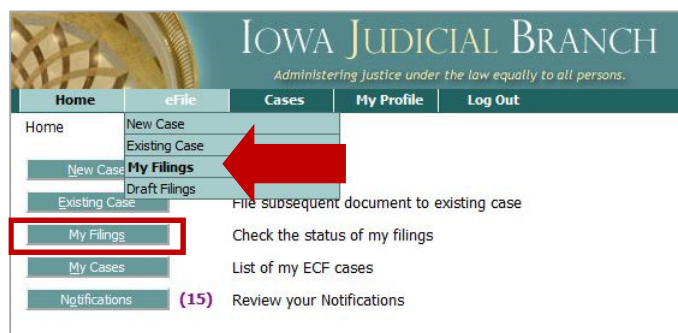 IOWA JUDICIAL BRANCH
Administering justice under the law equally to all persons.
Home eFile Cases My Profile Log Out
Home
New Case
Existing Case
My Filings
Draft Filings
New Case
Existing Case File subsequent document to existing case
My Filings Check the status of my filings
My Cases List of my ECF cases
Notifications (15) Review your Notifications